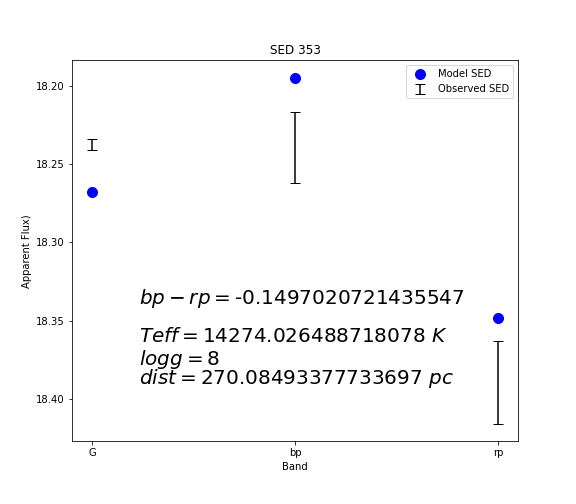 SED 353
Model SED
Observed SED
18.20
18.25
18.30
18.35
18.40
Apparent Flux)
bp − rp = -0.1497020721435547
Teff = 14274.026488718078 K
logg = 8
dist = 270.08493377733697 pc
G bp rp
Band